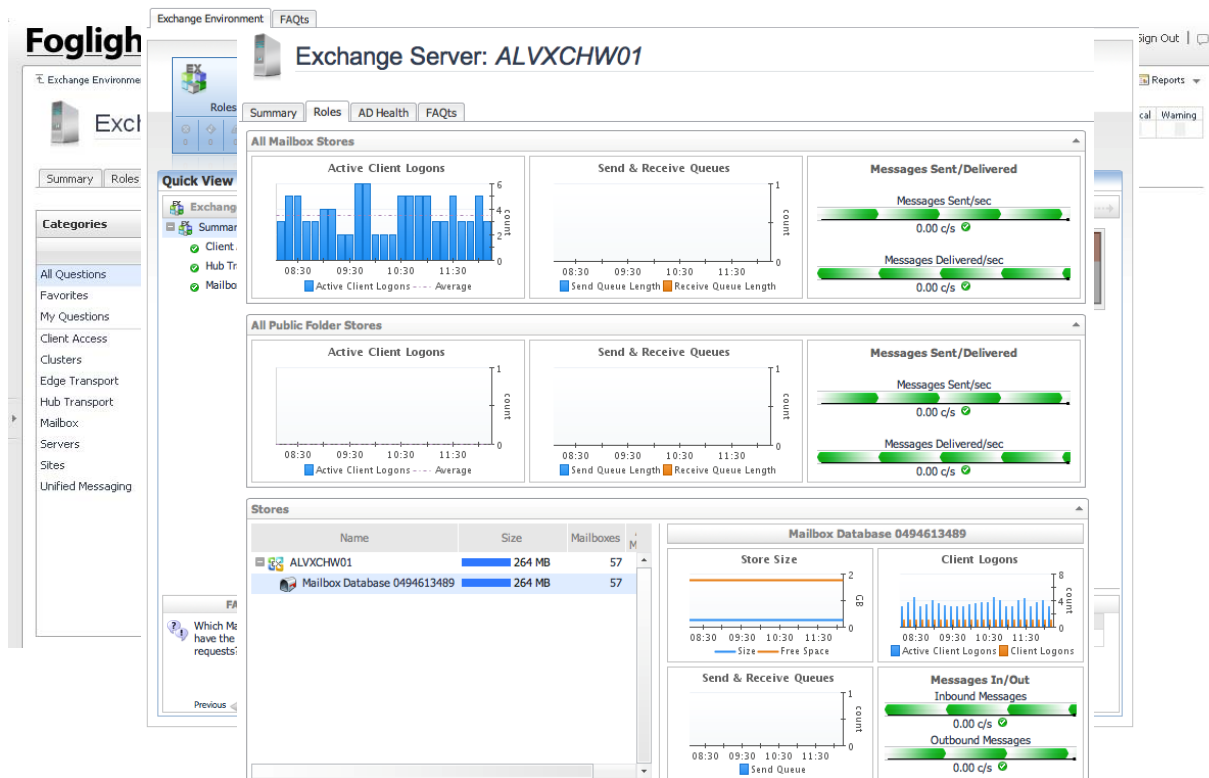 Exchange Environment FAQts
Foglight
Sign Out
Exchange Environme
Reports
Exch
Roles
Summary Roles
Categories
All Questions
Favorites
My Questions
Client Access
Clusters
Edge Transport
Hub Transport
Mailbox
Servers
Sites
Unified Messaging
cal Warning
EX
Roles
0 0
Quick View
Exchang
Summar
Client
Hub Tr
Mailbo
FA
Which Ma
have the
requests?
Previous
Exchange Server: ALVXCHW01
Summary Roles AD Health FAQts
All Mailbox Stores
Active Client Logons
6
4
2
0
count
08:30 09:30 10:30 11:30
Active Client Logons Average
Send & Receive Queues
1
0
count
08:30 09:30 10:30 11:30
Send Queue Length Receive Queue Length
Messages Sent/Delivered
Messages Sent/sec
0.00 c/s
Messages Delivered/sec
0.00 c/s
All Public Folder Stores
Active Client Logons
1
0
count
08:30 09:30 10:30 11:30
Active Client Logons Average
Send & Receive Queues
1
0
count
08:30 09:30 10:30 11:30
Send Queue Length Receive Queue Length
Messages Sent/Delivered
Messages Sent/sec
0.00 c/s
Messages Delivered/sec
0.00 c/s
Stores
Name Size Mailboxes
M
ALVXCHW01 264 MB 57
Mailbox Database 0494613489 264 MB 57
Mailbox Database 0494613489
Store Size
2
0
GB
08:30 09:30 10:30 11:30
Size Free Space
Client Logons
8
4
0
count
08:30 09:30 10:30 11:30
Active Client Logons Client Logons
Send & Receive Queues
1
0
count
08:30 09:30 10:30 11:30
Send Queue
Messages In/Out
Inbound Messages
0.00 c/s
Outbound Messages
0.00 c/s